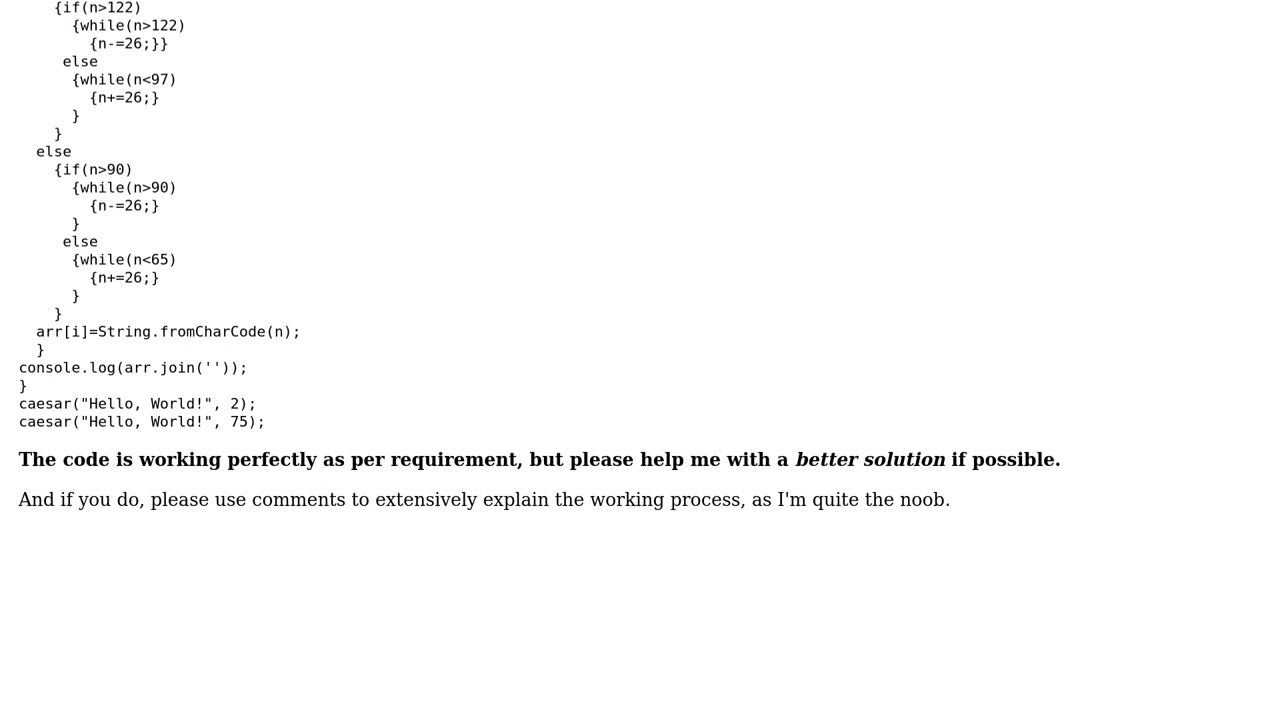 {if(n>122)
{while(n>122)
{n-=26;}}
else
{while(n<97)
{n+=26;}
}
}
else
{if(n>90)
{while(n>90)
{n-=26;}
}
else
{while(n<65)
{n+=26;}
}
}
arr[i]=String.fromCharCode(n);
}
console.log(arr.join(''));
}
caesar("Hello, World!", 2);
caesar("Hello, World!", 75);
The code is working perfectly as per requirement, but please help me with a better solution if possible.
And if you do, please use comments to extensively explain the working process, as I'm quite the noob.